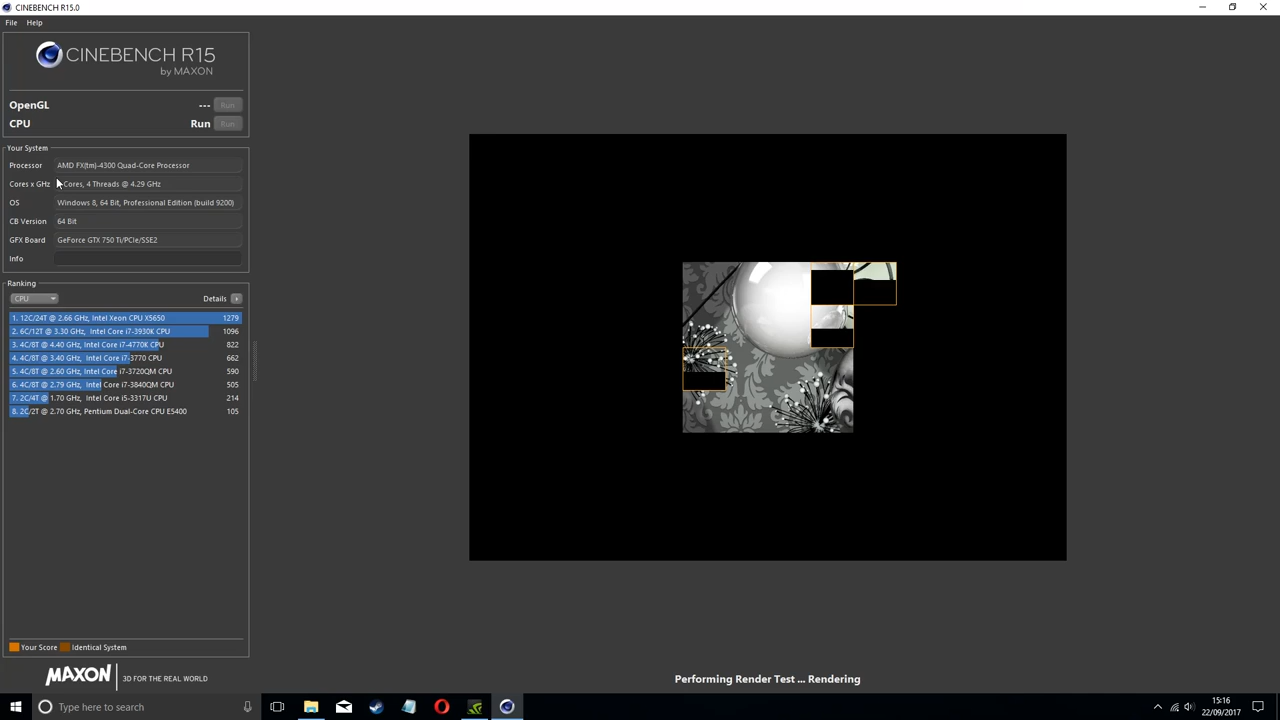 CINEBENCH R15.0
File Help
CINEBENCH R15
by MAXON
OpenGL --- Run
CPU Run Run
Your System
Processor AMD FX(tm)-4300 Quad-Core Processor
Cores x GHz Cores, 4 Threads @ 4.29 GHz
OS Windows 8, 64 Bit, Professional Edition (build 9200)
CB Version 64 Bit
GFX Board GeForce GTX 750 Ti/PCIe/SSE2
Info
Ranking
CPU Details
1. 12C/24T @ 2.66 GHz, Intel Xeon CPU X5650 1279
2. 6C/12T @ 3.30 GHz, Intel Core i7-3930K CPU 1096
3. 4C/8T @ 4.40 GHz, Intel Core i7-4770K CPU 822
4. 4C/8T @ 3.40 GHz, Intel Core i7-3770 CPU 662
5. 4C/8T @ 2.60 GHz, Intel Core i7-3720QM CPU 590
6. 4C/8T @ 2.79 GHz, Intel Core i7-3840QM CPU 505
7. 2C/4T @ 1.70 GHz, Intel Core i5-3317U CPU 214
8. 2C/2T @ 2.70 GHz, Pentium Dual-Core CPU E5400 105
Your Score Identical System
MAXON 3D FOR THE REAL WORLD
Performing Render Test ... Rendering
Type here to search
15:16
22/09/2017